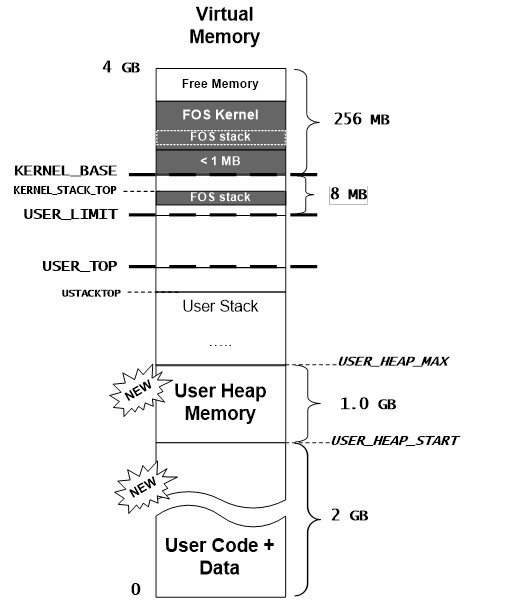 Virtual
Memory
4 GB
Free Memory
FOS Kernel
256 MB
FOS stack
< 1 MB
KERNEL_BASE
KERNEL_STACK_TOP
FOS stack
8 MB
USER_LIMIT
USER_TOP
USTACKTOP
User Stack
.....
USER_HEAP_MAX
NEW
User Heap
Memory
1.0 GB
USER_HEAP_START
NEW
2 GB
User Code +
Data
0